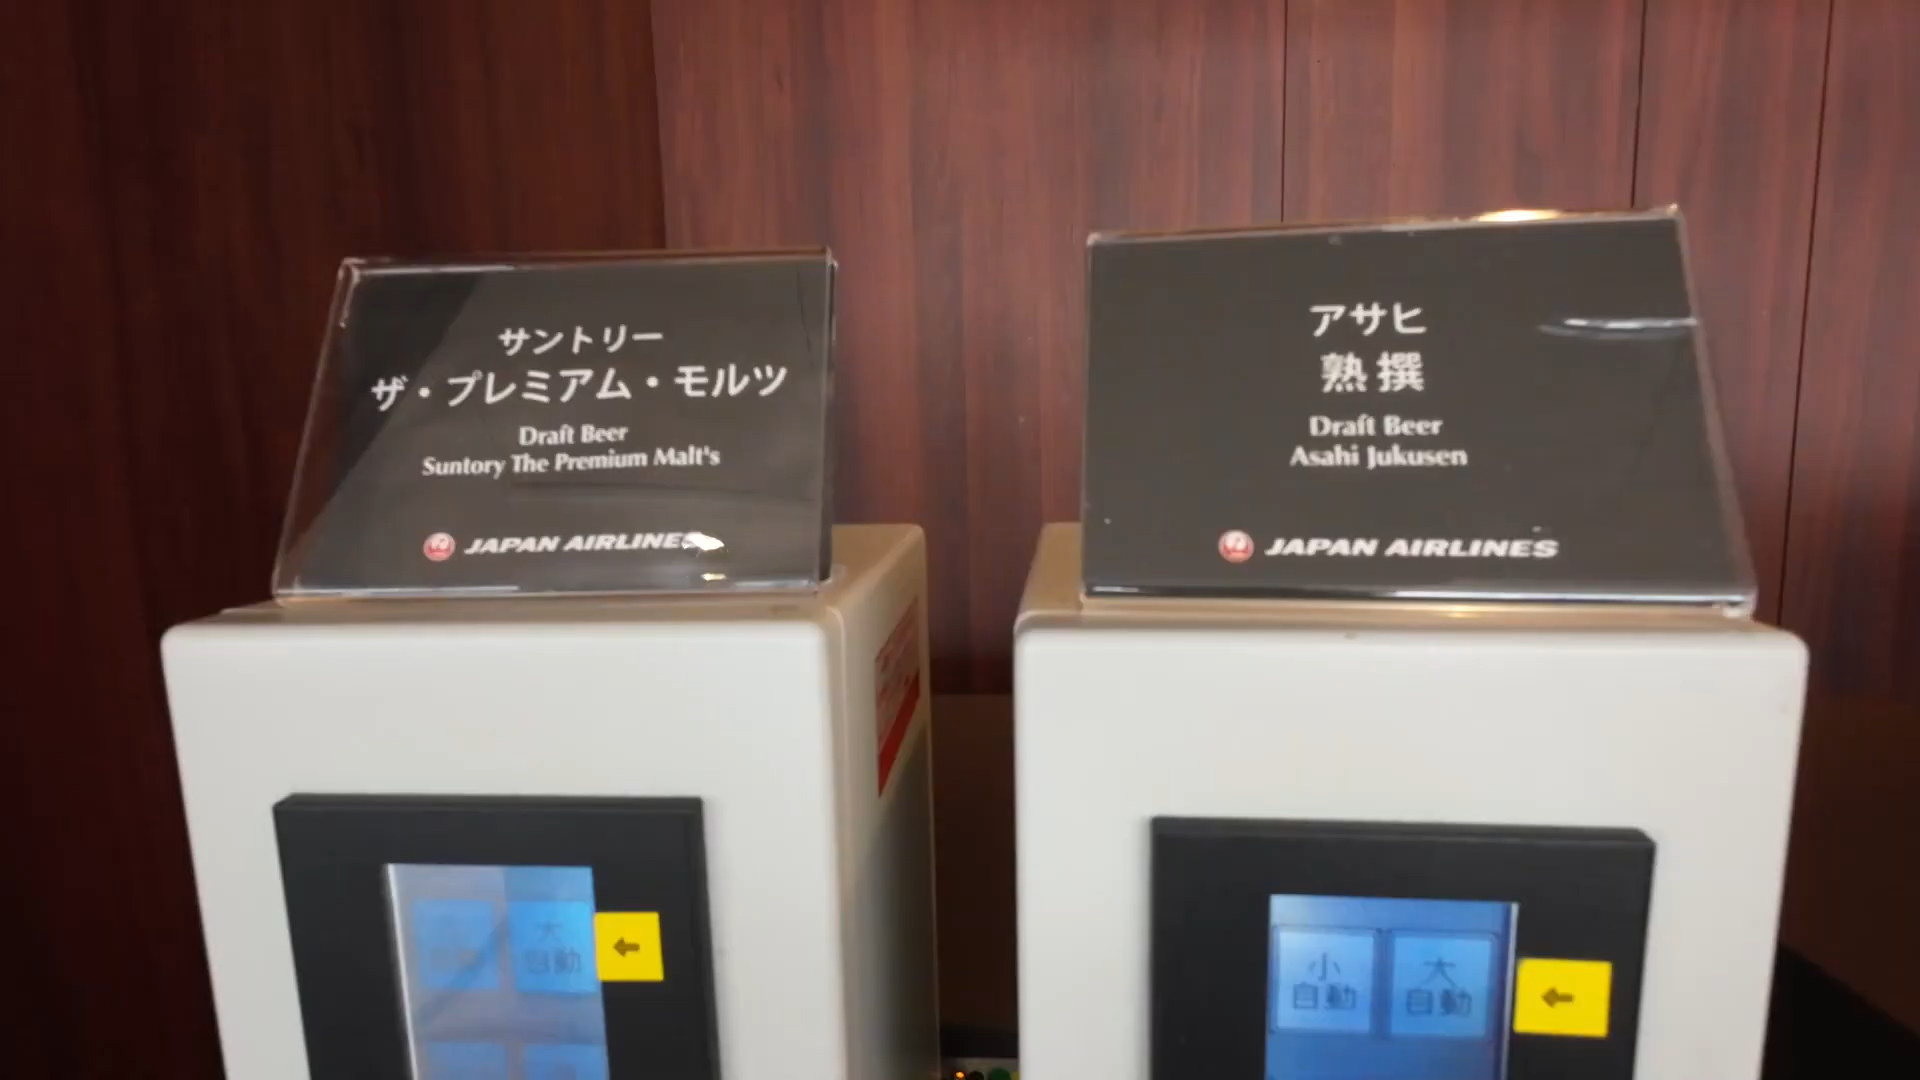 サントリー
ザ・プレミアム・モルツ
Draft Beer
Suntory The Premium Malt's
JAPAN AIRLINES
アサヒ
熟撰
Draft Beer
Asahi Jukusen
JAPAN AIRLINES
大
自動
小
自動
大
自動